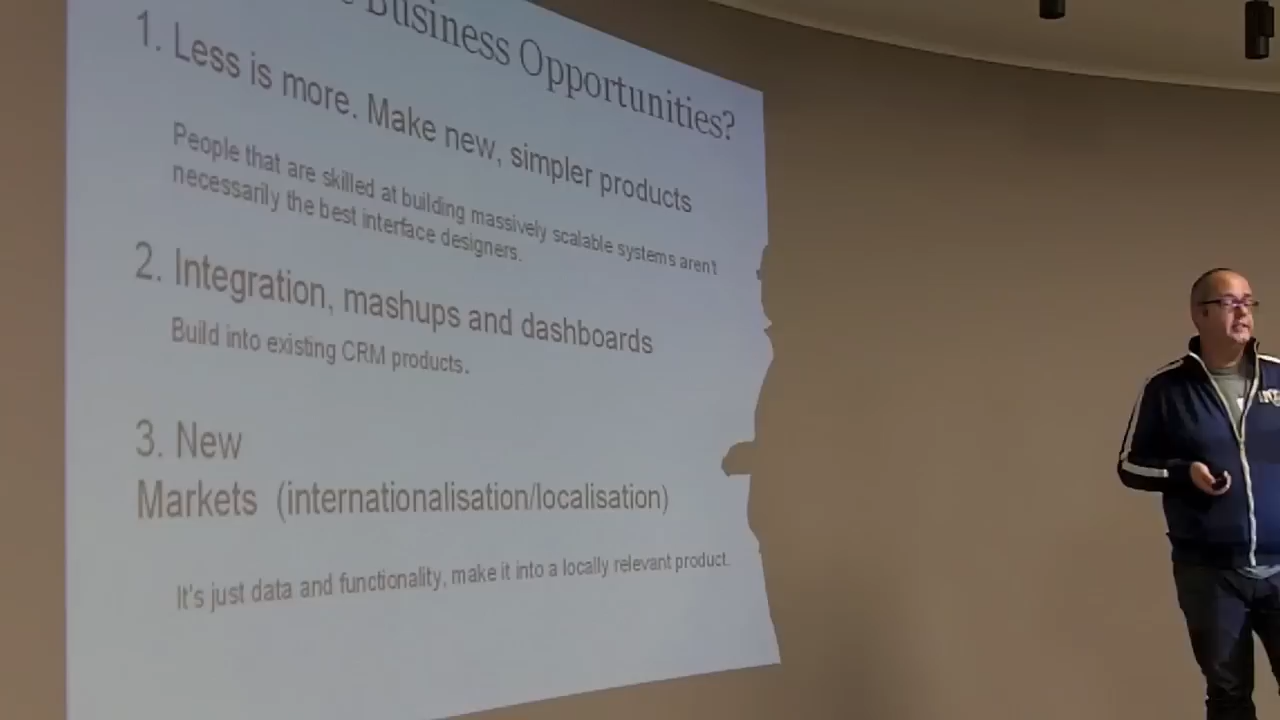 Business Opportunities?
1. Less is more. Make new, simpler products
People that are skilled at building massively scalable systems aren't
necessarily the best interface designers.
2. Integration, mashups and dashboards
Build into existing CRM products.
3. New
Markets (internationalisation/localisation)
It's just data and functionality, make it into a locally relevant product.